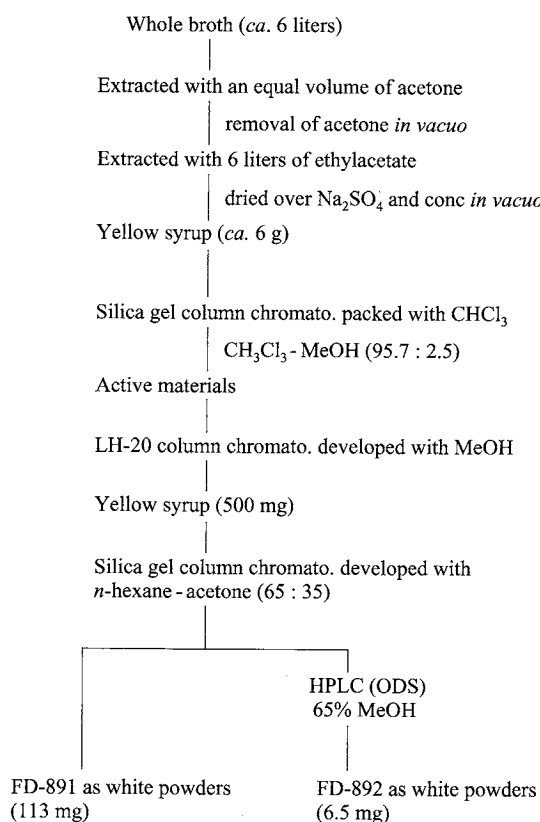 Whole broth (ca. 6 liters)
Extracted with an equal volume of acetone
removal of acetone in vacuo
Extracted with 6 liters of ethylacetate
dried over Na₂SO₄ and conc in vacuo
Yellow syrup (ca. 6 g)
Silica gel column chromato. packed with CHCl₃
CH₃Cl₃ - MeOH (95.7 : 2.5)
Active materials
LH-20 column chromato. developed with MeOH
Yellow syrup (500 mg)
Silica gel column chromato. developed with
n-hexane - acetone (65 : 35)
HPLC (ODS)
65% MeOH
FD-891 as white powders
(113 mg)
FD-892 as white powders
(6.5 mg)